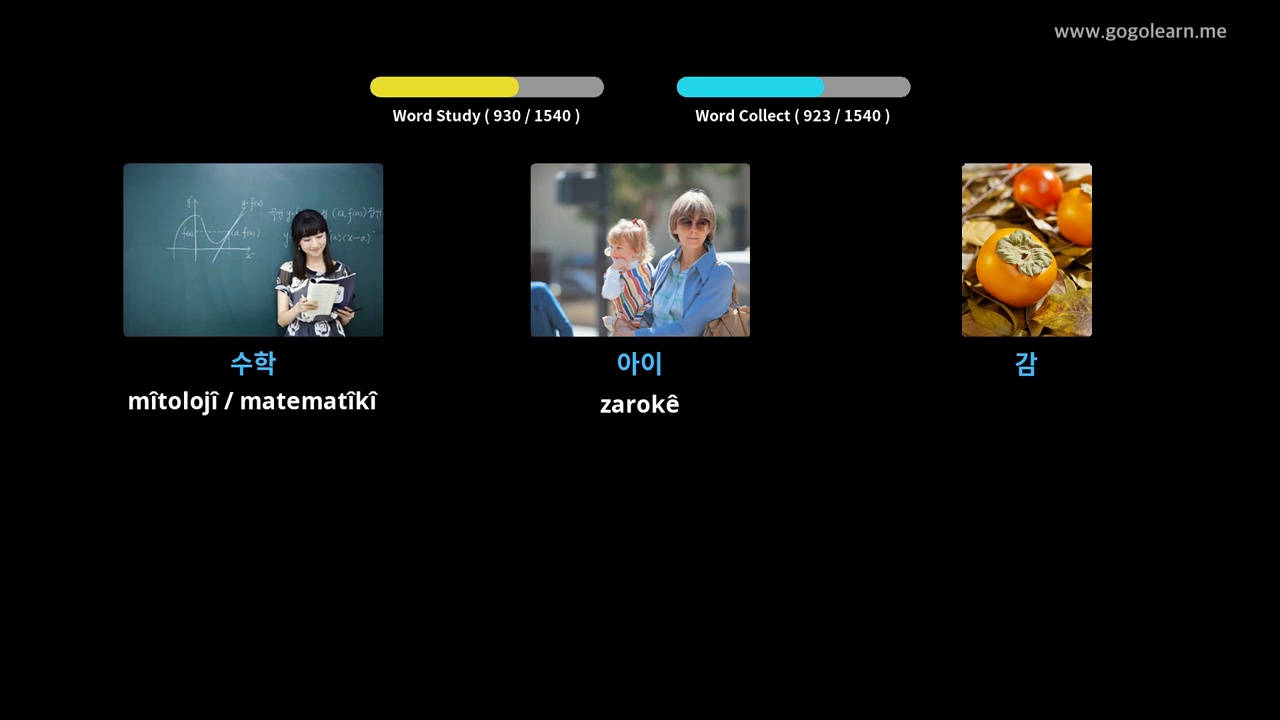 www.gogolearn.me
Word Study ( 930 / 1540 )
Word Collect ( 923 / 1540 )
수학
mîtolojî / matematîkî
아이
zarokê
감